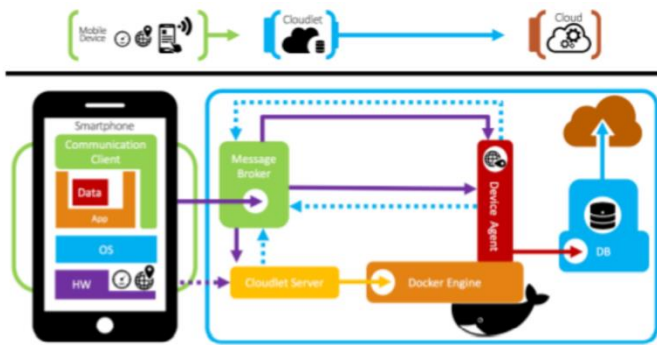 Mobile
Device
Cloudlet
Cloud
Smartphone
Communication
Client
Data
App
OS
HW
Message
Broker
Cloudlet Server
Docker Engine
Device Agent
DB